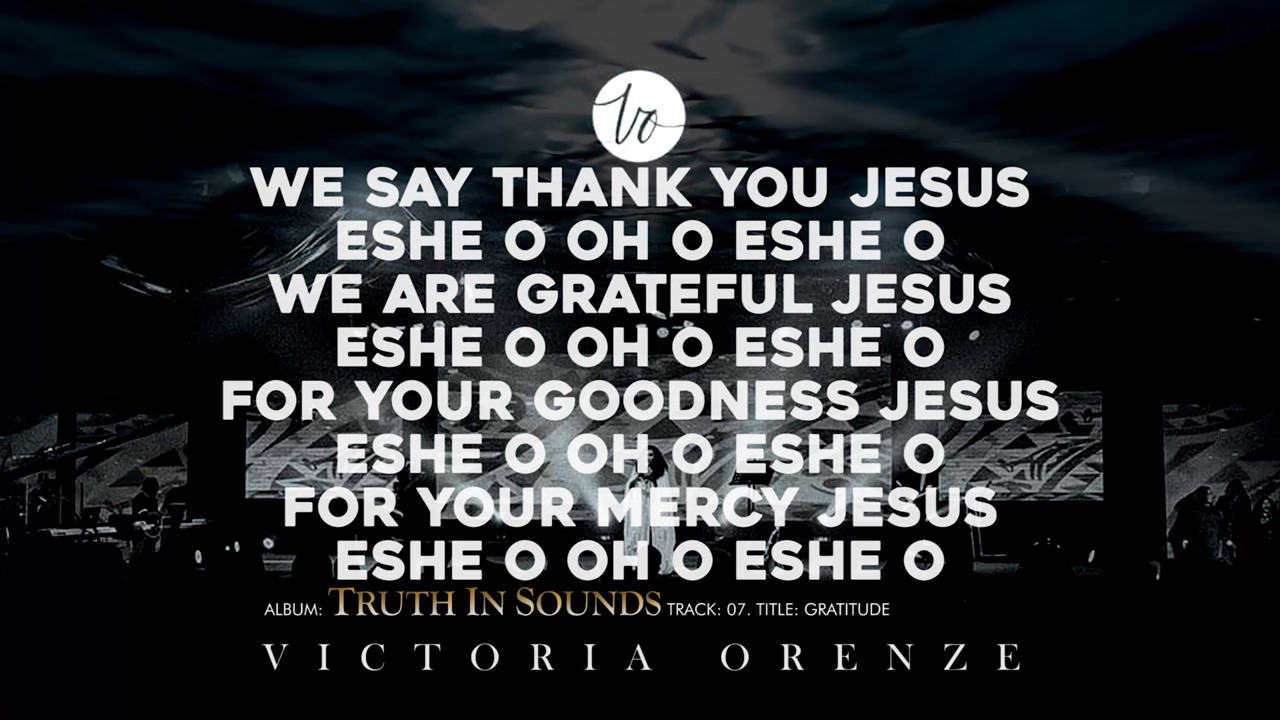 vo
WE SAY THANK YOU JESUS
ESHE O OH O ESHE O
WE ARE GRATEFUL JESUS
ESHE O OH O ESHE O
FOR YOUR GOODNESS JESUS
ESHE O OH O ESHE O
FOR YOUR MERCY JESUS
ESHE O OH O ESHE O
ALBUM: TRUTH IN SOUNDS TRACK: 07. TITLE: GRATITUDE
VICTORIA ORENZE